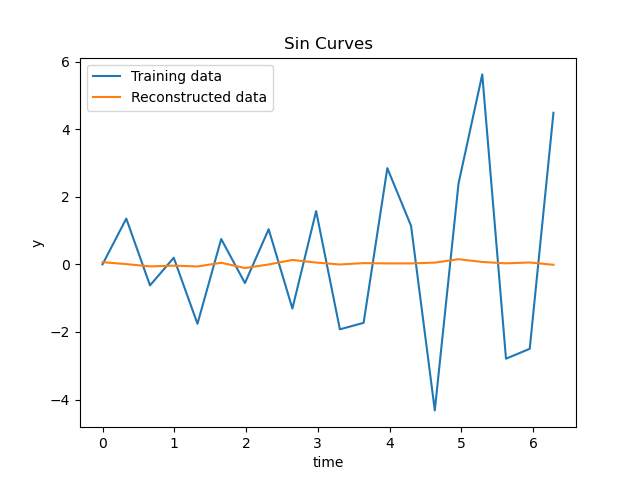 Sin Curves
Training data
Reconstructed data
6
4
2
0
−2
−4
y
0 1 2 3 4 5 6
time